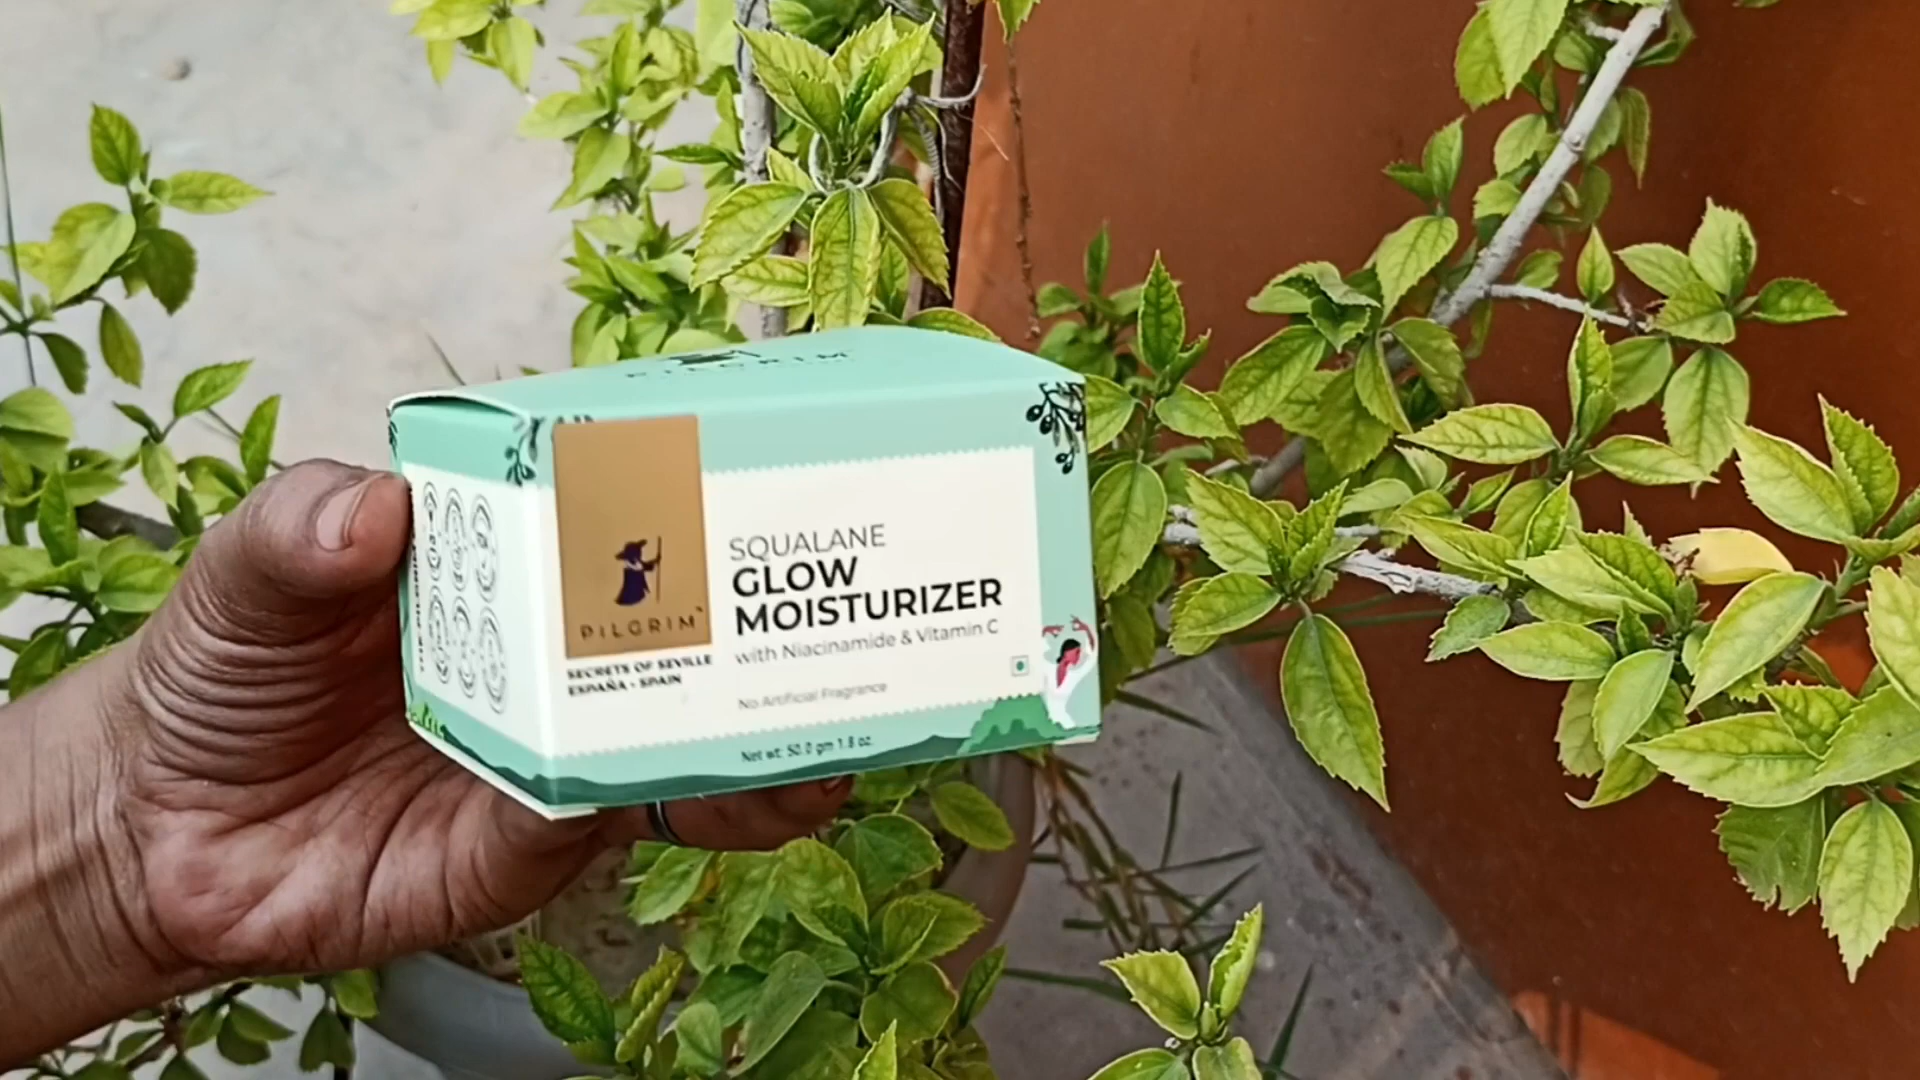 PILGRIM
PILGRIM
SECRETS OF SEVILLE
ESPAÑA - SPAIN
SQUALANE
GLOW
MOISTURIZER
with Niacinamide & Vitamin C
No Artificial Fragrance
Net wt: 50.0 gm 1.8 oz.